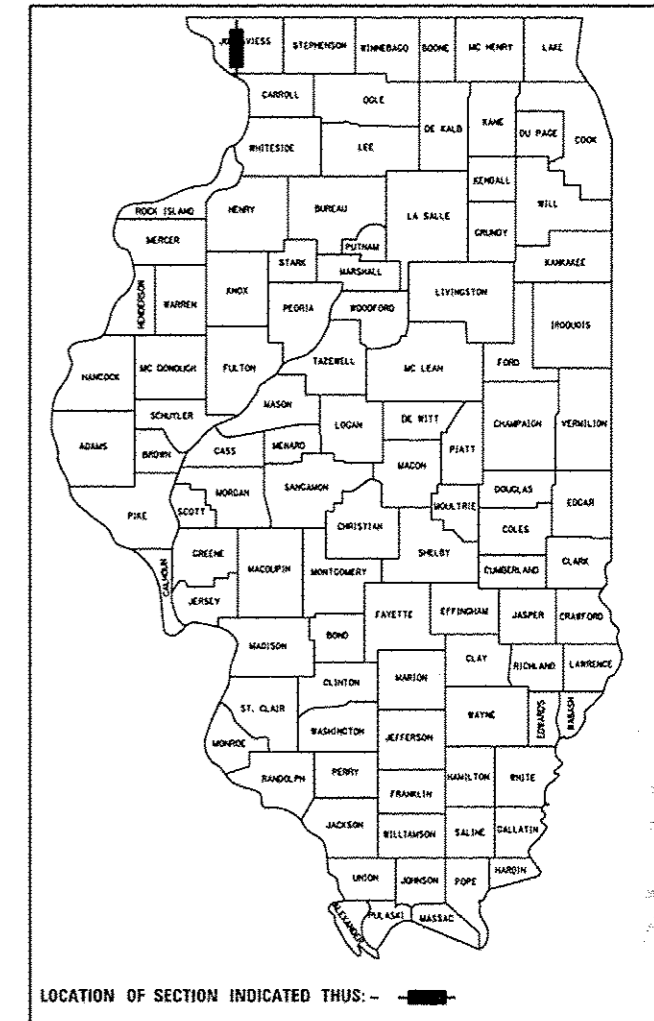 JO DAVIESS STEPHENSON WINNEBAGO BOONE MC HENRY LAKE
CARROLL OGLE DE KALB KANE DU PAGE COOK
WHITESIDE LEE
KENDALL WILL
ROCK ISLAND HENRY BUREAU LA SALLE GRUNDY
MERCER PUTNAM KANKAKEE
STARK MARSHALL
HENDERSON WARREN KNOX PEORIA WOODFORD LIVINGSTON IROQUOIS
HANCOCK MC DONOUGH FULTON TAZEWELL MC LEAN FORD
SCHUYLER MASON LOGAN DE WITT CHAMPAIGN VERMILION
ADAMS BROWN CASS MENARD PIATT
MACON
PIKE SCOTT MORGAN SANGAMON MOULTRIE DOUGLAS EDGAR
CHRISTIAN COLES
CALHOUN GREENE MACOUPIN MONTGOMERY SHELBY CUMBERLAND CLARK
JERSEY FAYETTE EFFINGHAM JASPER CRAWFORD
MADISON BOND
CLAY RICHLAND LAWRENCE
CLINTON MARION
ST. CLAIR WAYNE EDWARDS WABASH
WASHINGTON JEFFERSON
MONROE
RANDOLPH PERRY HAMILTON WHITE
FRANKLIN
JACKSON WILLIAMSON SALINE GALLATIN
UNION JOHNSON POPE HARDIN
ALEXANDER PULASKI MASSAC
LOCATION OF SECTION INDICATED THUS: -